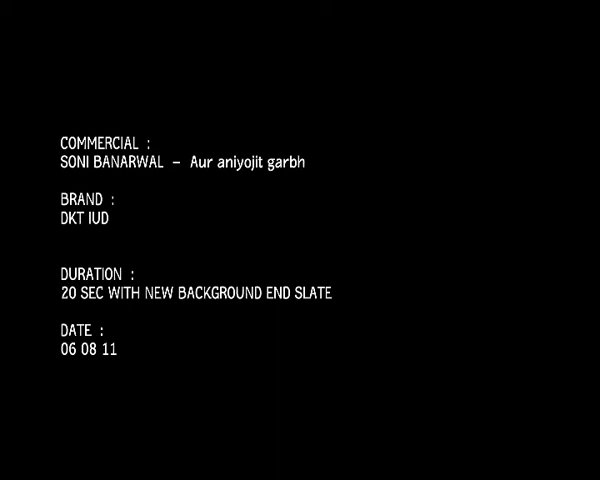 COMMERCIAL :
SONI BANARWAL - Aur aniyojit garbh
BRAND :
DKT IUD
DURATION :
20 SEC WITH NEW BACKGROUND END SLATE
DATE :
06 08 11